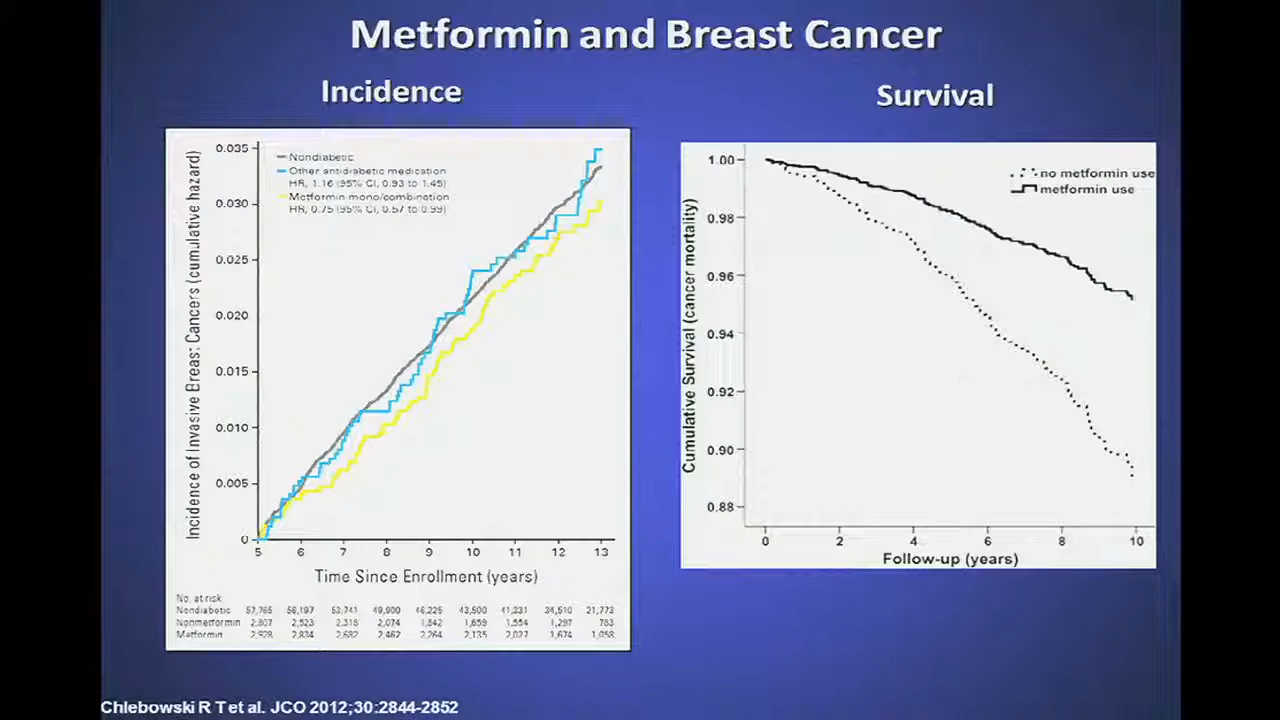 Metformin and Breast Cancer
Incidence
Survival
Incidence of Invasive Breast Cancers (cumulative hazard)
0.035
0.030
0.025
0.020
0.015
0.010
0.005
0
Nondiabetic
Other antidiabetic medication
HR, 1.16 (95% CI, 0.93 to 1.45)
Metformin mono/combination
HR, 0.75 (95% CI, 0.57 to 0.99)
5 6 7 8 9 10 11 12 13
Time Since Enrollment (years)
No. at risk
Nondiabetic 57,765 56,197 53,741 49,900 46,225 43,500 41,231 34,510 21,773
Nonmetformin 2,807 2,523 2,318 2,074 1,842 1,659 1,554 1,297 783
Metformin 2,928 2,834 2,682 2,462 2,264 2,135 2,027 1,674 1,058
Cumulative Survival (cancer mortality)
1.00
0.98
0.96
0.94
0.92
0.90
0.88
no metformin use
metformin use
0 2 4 6 8 10
Follow-up (years)
Chlebowski R T et al. JCO 2012;30:2844-2852